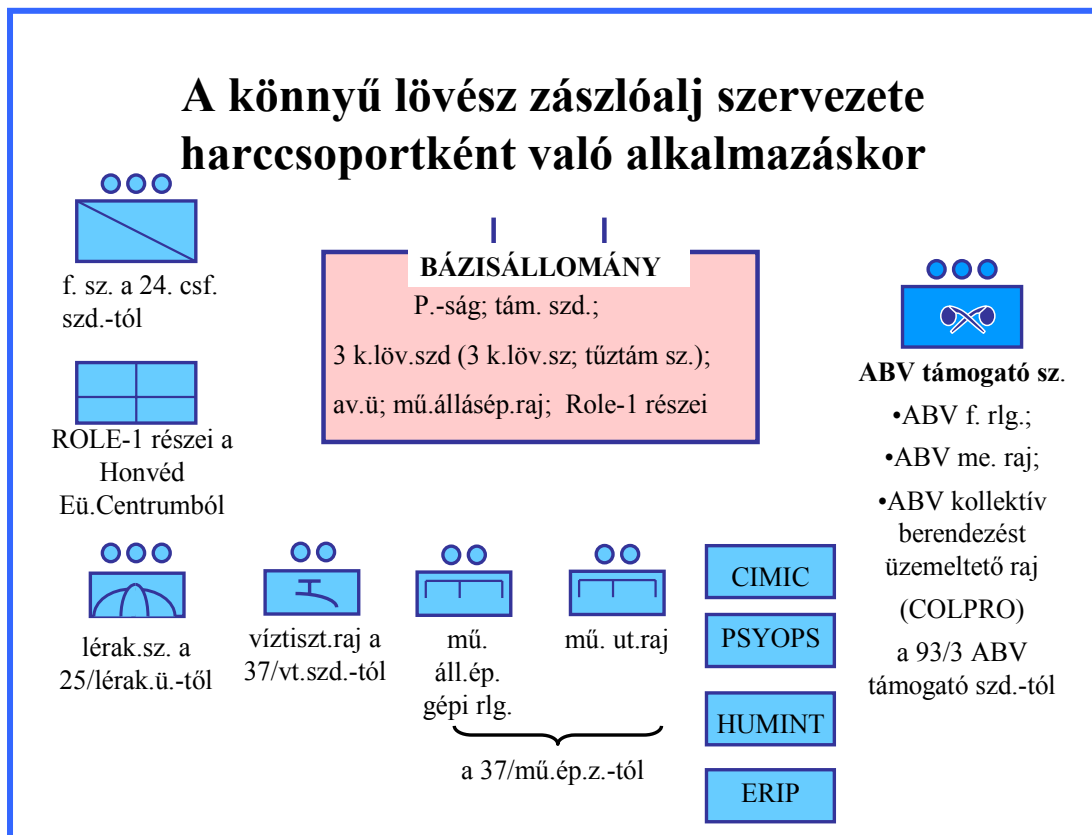 A könnyű lövész zászlóalj szervezete
harccsoportként való alkalmazáskor
f. sz. a 24. csf.
szd.-tól
ROLE-1 részei a
Honvéd
Eü.Centrumból
BÁZISÁLLOMÁNY
P.-ság; tám. szd.;
3 k.löv.szd (3 k.löv.sz; tűztám sz.);
av.ü; mű.állásép.raj; Role-1 részei
ABV támogató sz.
•ABV f. rlg.;
•ABV me. raj;
•ABV kollektív
berendezést
üzemeltető raj
(COLPRO)
a 93/3 ABV
támogató szd.-tól
lérak.sz. a
25/lérak.ü.-től
víztiszt.raj a
37/vt.szd.-tól
mű.
áll.ép.
gépi rlg.
mű. ut.raj
a 37/mű.ép.z.-tól
CIMIC
PSYOPS
HUMINT
ERIP